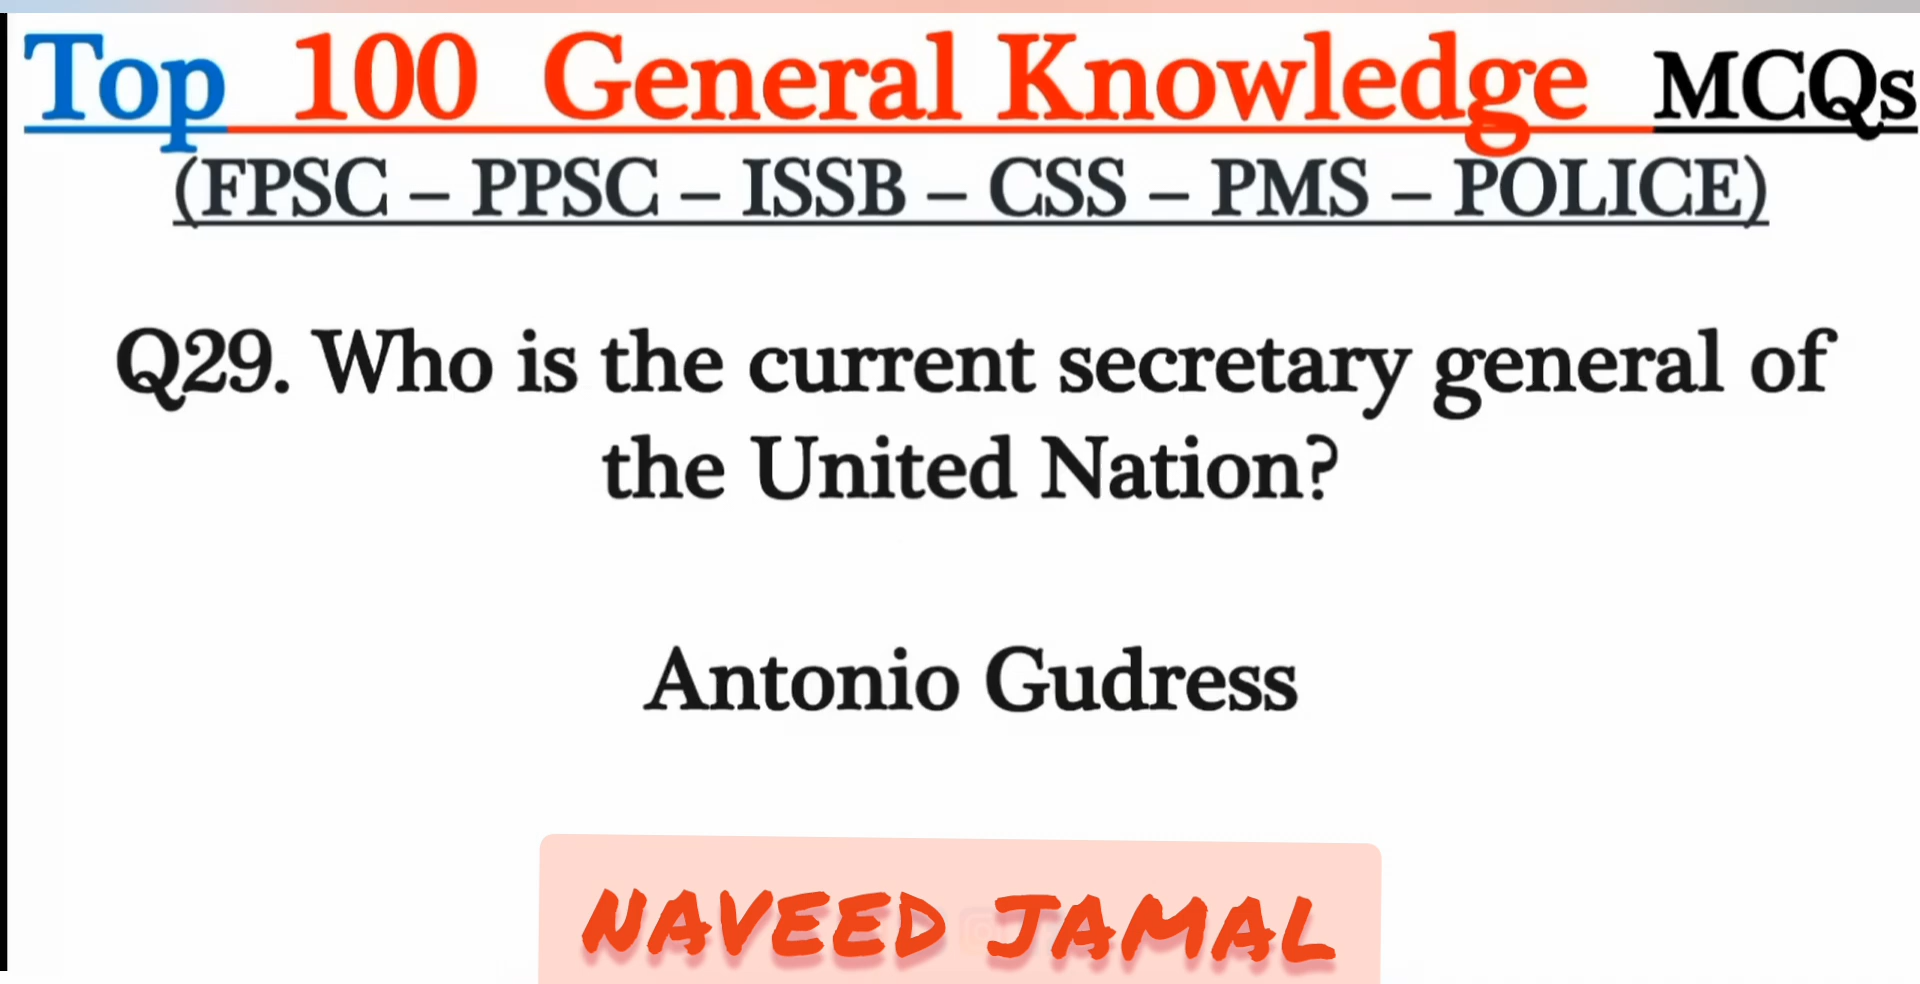 Top 100 General Knowledge MCQs
(FPSC – PPSC – ISSB – CSS – PMS – POLICE)
Q29. Who is the current secretary general of
the United Nation?
Antonio Gudress
NAVEED JAMAL